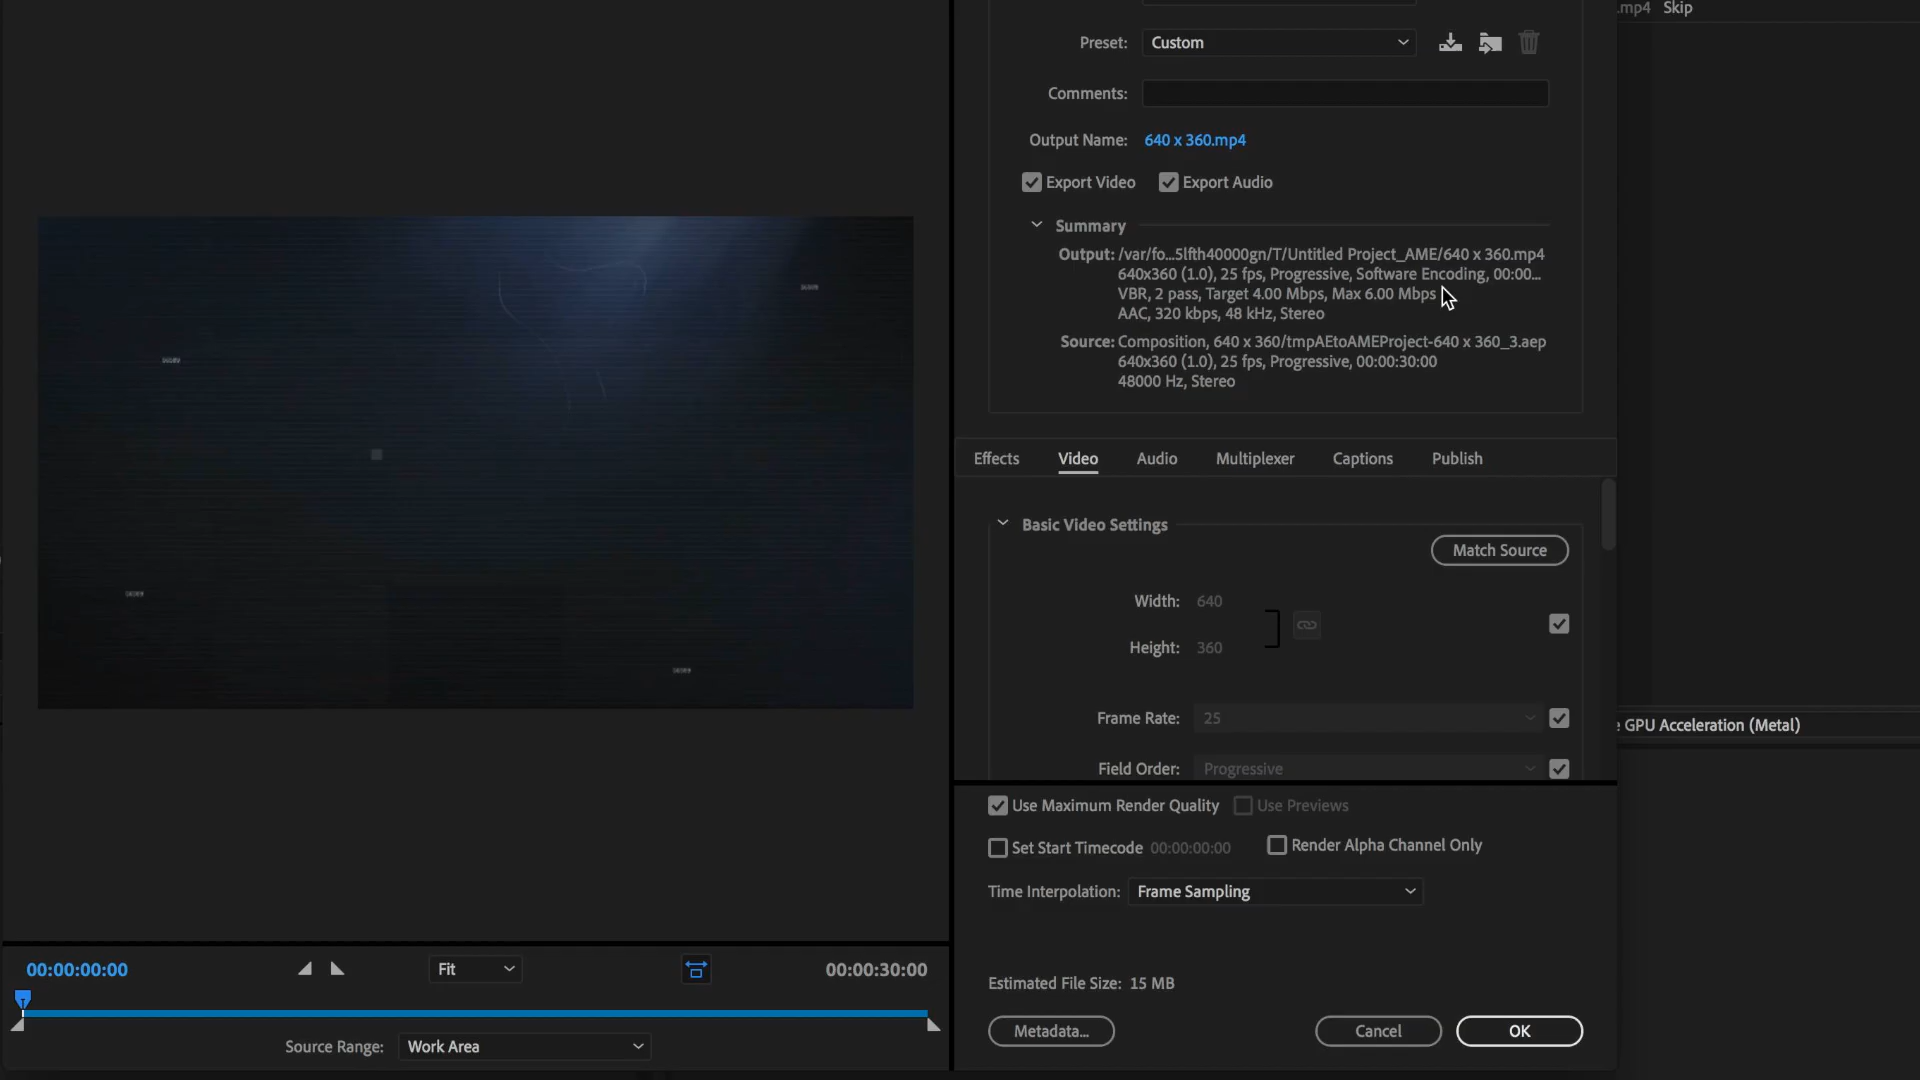 .mp4 Skip
Preset: Custom
Comments:
Output Name: 640 x 360.mp4
Export Video Export Audio
Summary
Output: /var/fo...5lfth40000gn/T/Untitled Project_AME/640 x 360.mp4
640x360 (1.0), 25 fps, Progressive, Software Encoding, 00:00...
VBR, 2 pass, Target 4.00 Mbps, Max 6.00 Mbps
AAC, 320 kbps, 48 kHz, Stereo
Source: Composition, 640 x 360/tmpAEtoAMEProject-640 x 360_3.aep
640x360 (1.0), 25 fps, Progressive, 00:00:30:00
48000 Hz, Stereo
Effects Video Audio Multiplexer Captions Publish
Basic Video Settings
Match Source
Width: 640
Height: 360
Frame Rate: 25
GPU Acceleration (Metal)
Field Order: Progressive
Use Maximum Render Quality Use Previews
Set Start Timecode 00:00:00:00 Render Alpha Channel Only
Time Interpolation: Frame Sampling
00:00:00:00 Fit 00:00:30:00
Estimated File Size: 15 MB
Metadata... Cancel OK
Source Range: Work Area